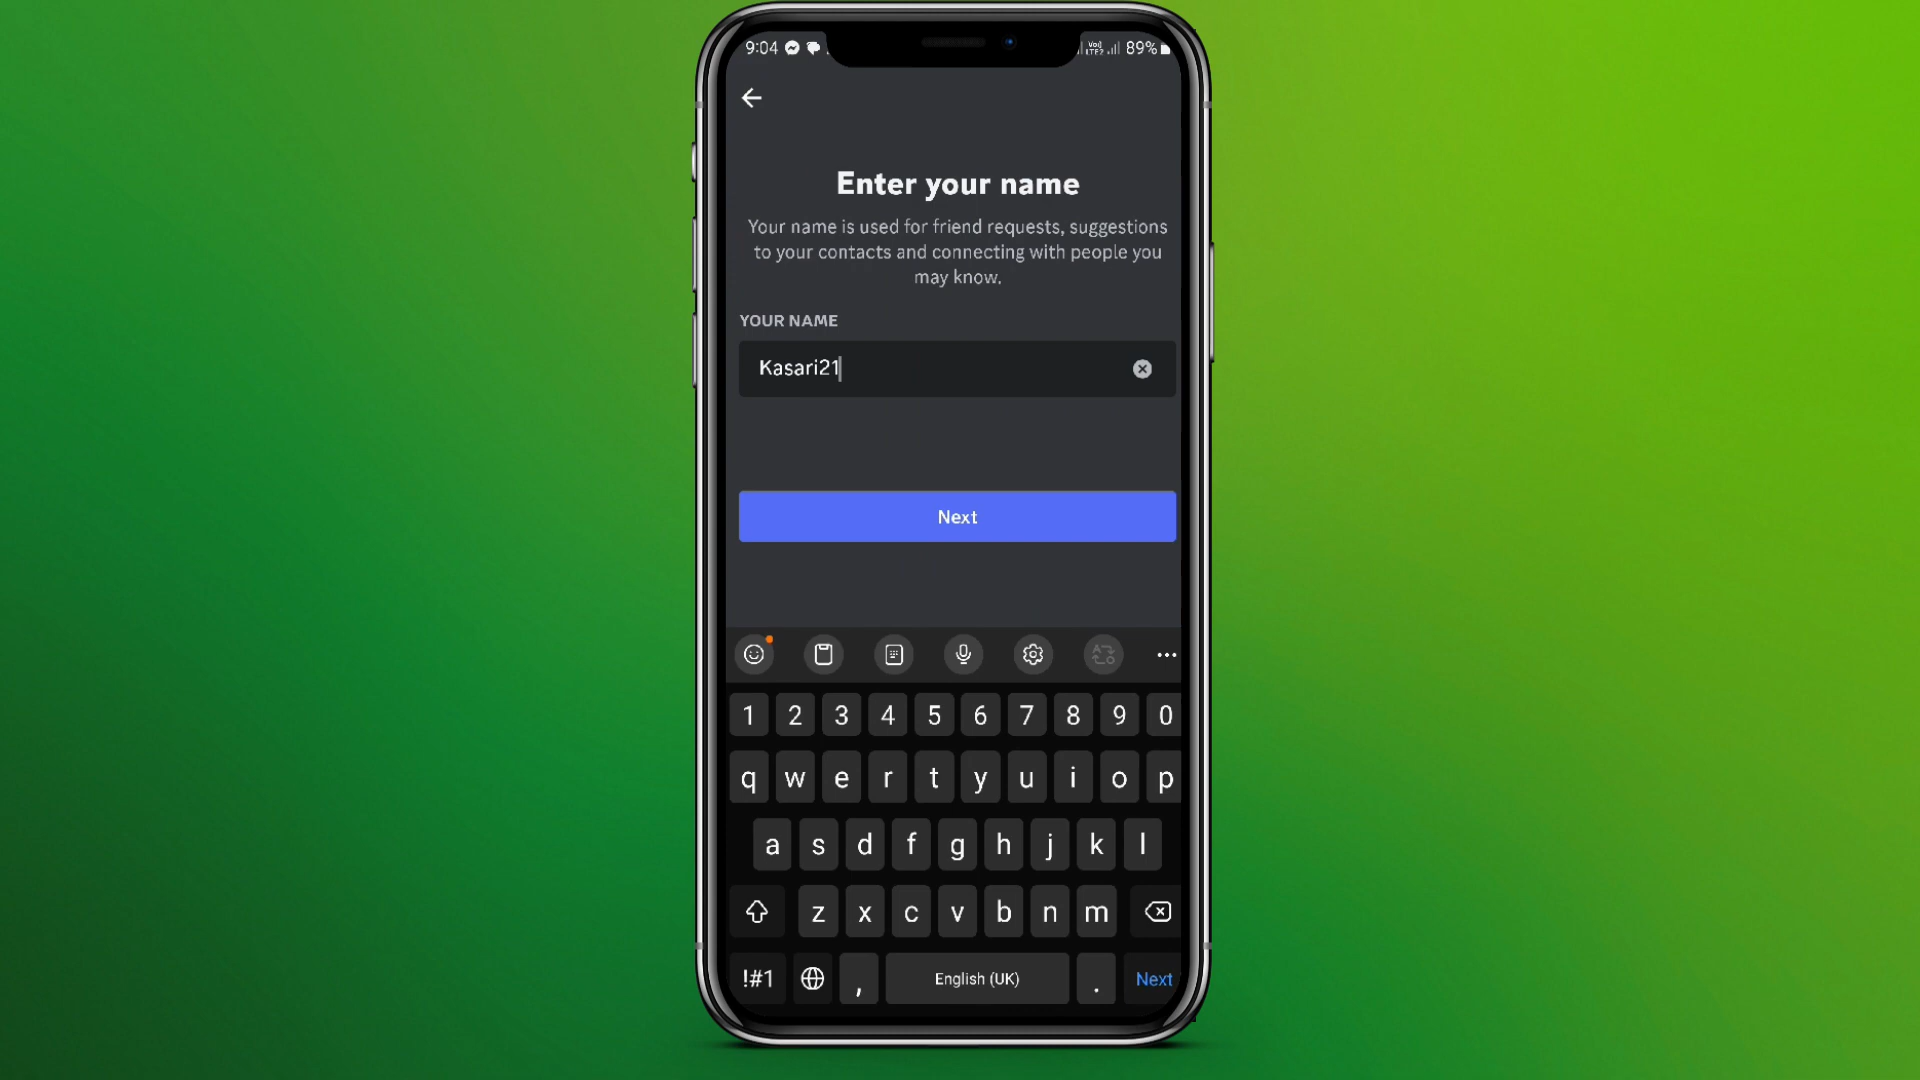 9:04 89%
Enter your name
Your name is used for friend requests, suggestions
to your contacts and connecting with people you
may know.
YOUR NAME
Kasari21
Next
1 2 3 4 5 6 7 8 9 0
q w e r t y u i o p
a s d f g h j k l
z x c v b n m
!#1 , English (UK) . Next